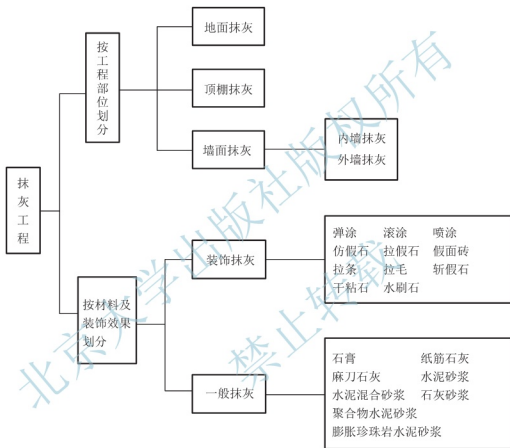 抹灰工程
按工程部位划分
地面抹灰
顶棚抹灰
墙面抹灰
内墙抹灰
外墙抹灰
按材料及
装饰效果
划分
装饰抹灰
弹涂 滚涂 喷涂
仿假石 拉假石 假面砖
拉条 拉毛 斩假石
干粘石 水刷石
一般抹灰
石膏 纸筋石灰
麻刀石灰 水泥砂浆
水泥混合砂浆 石灰砂浆
聚合物水泥砂浆
膨胀珍珠岩水泥砂浆
北京大学出版社版权所有
禁止转载